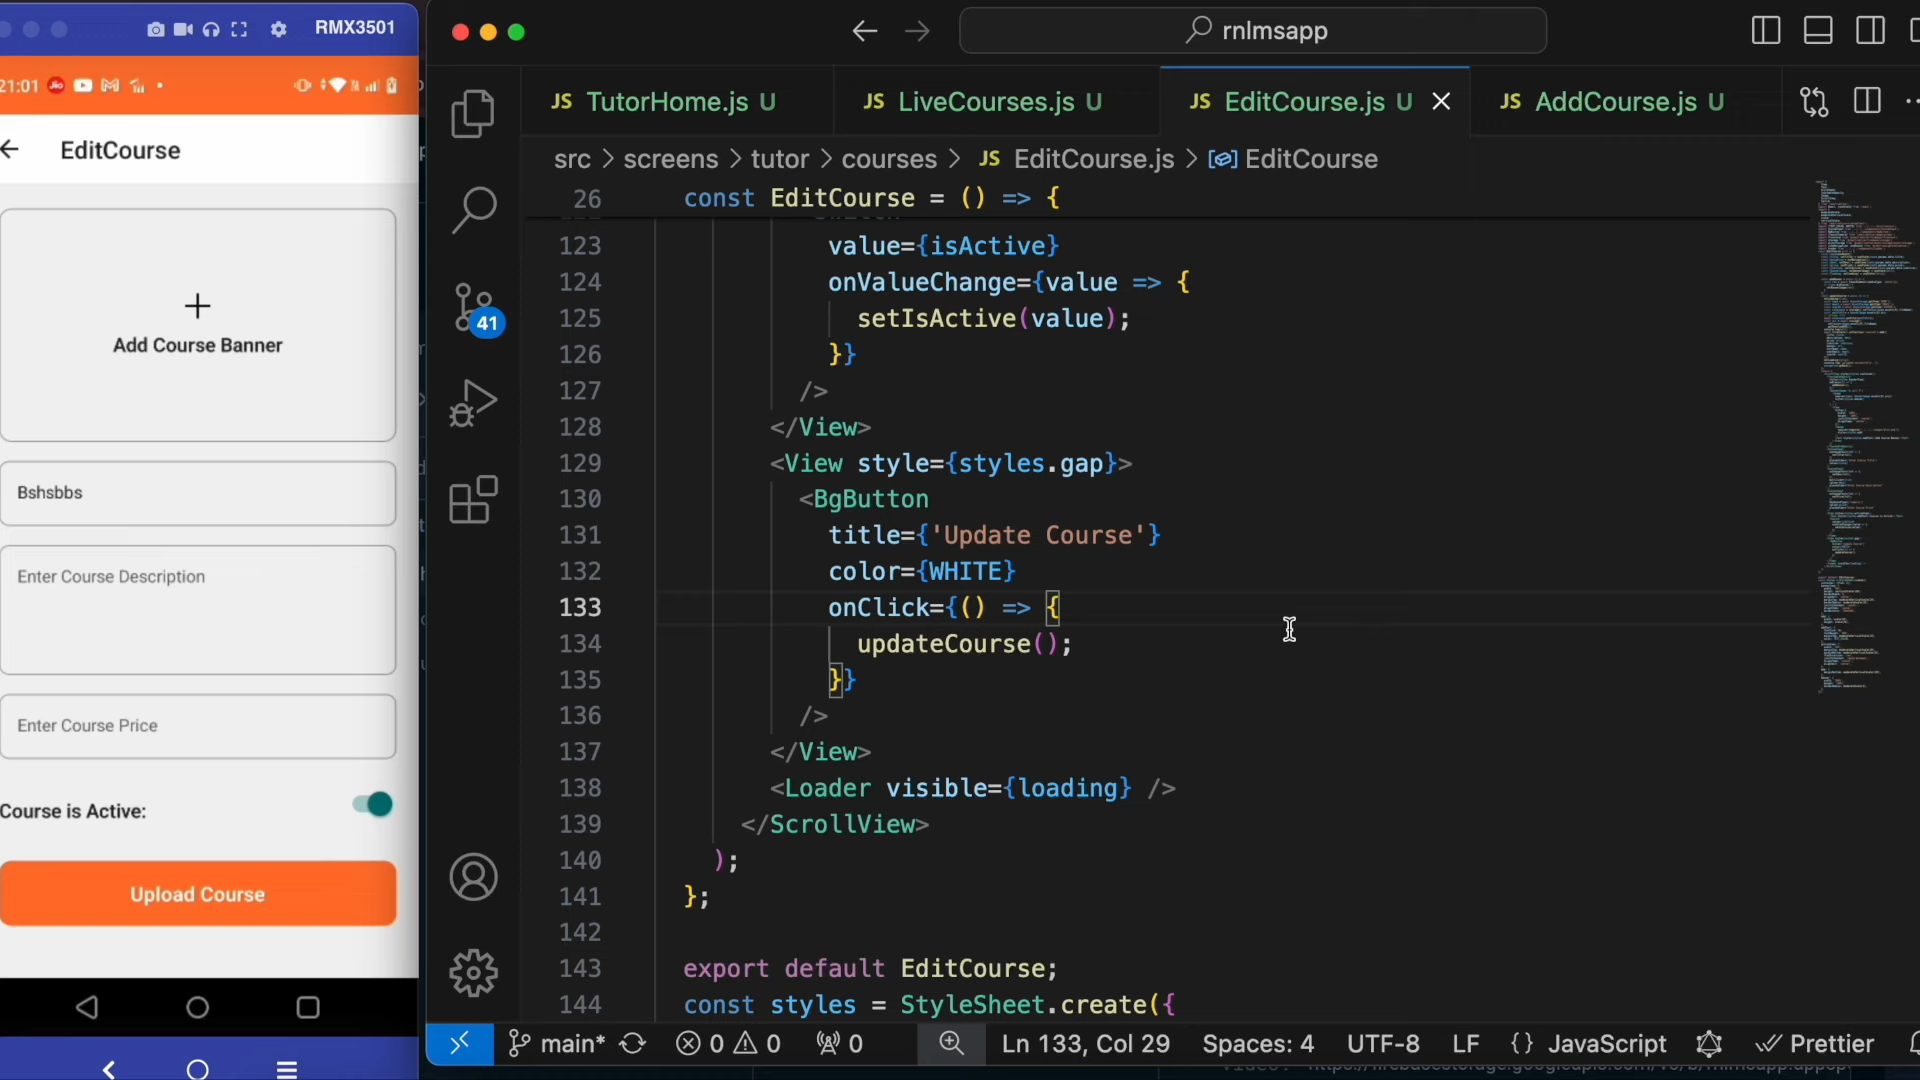 RMX3501
21:01
EditCourse
Add Course Banner
Bshsbbs
Enter Course Description
Enter Course Price
Course is Active:
Upload Course
rnlmsapp
JS TutorHome.js U
JS LiveCourses.js U
JS EditCourse.js U
JS AddCourse.js U
src > screens > tutor > courses > JS EditCourse.js > EditCourse
41
26 const EditCourse = () => {
123 value={isActive}
124 onValueChange={value => {
125 setIsActive(value);
126 }}
127 />
128 </View>
129 <View style={styles.gap}>
130 <BgButton
131 title={'Update Course'}
132 color={WHITE}
133 onClick={() => {
134 updateCourse();
135 }}
136 />
137 </View>
138 <Loader visible={loading} />
139 </ScrollView>
140 );
141 };
142
143 export default EditCourse;
144 const styles = StyleSheet.create({
main* 0 0 0 Ln 133, Col 29 Spaces: 4 UTF-8 LF {} JavaScript Prettier